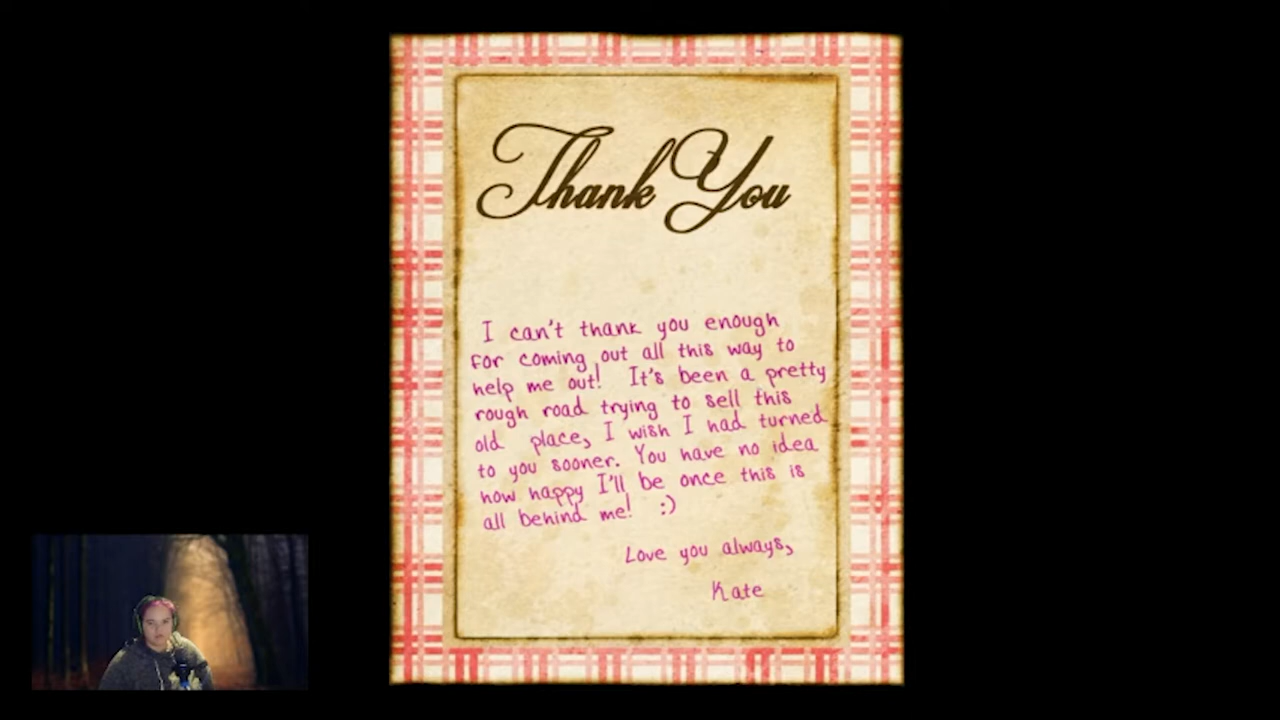 Thank You
I can't thank you enough
for coming out all this way to
help me out! It's been a pretty
rough road trying to sell this
old place, I wish I had turned
to you sooner. You have no idea
how happy I'll be once this is
all behind me! :)
Love you always,
Kate